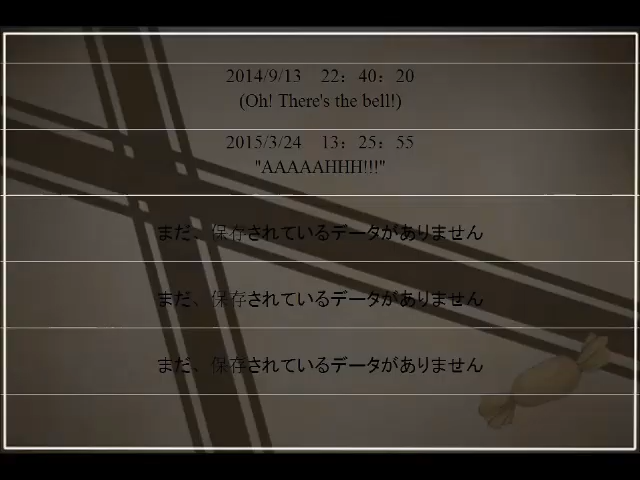 2014/9/13　22：40：20
(Oh! There's the bell!)
2015/3/24　13：25：55
"AAAAAHHH!!!"
まだ、保存されているデータがありません
まだ、保存されているデータがありません
まだ、保存されているデータがありません